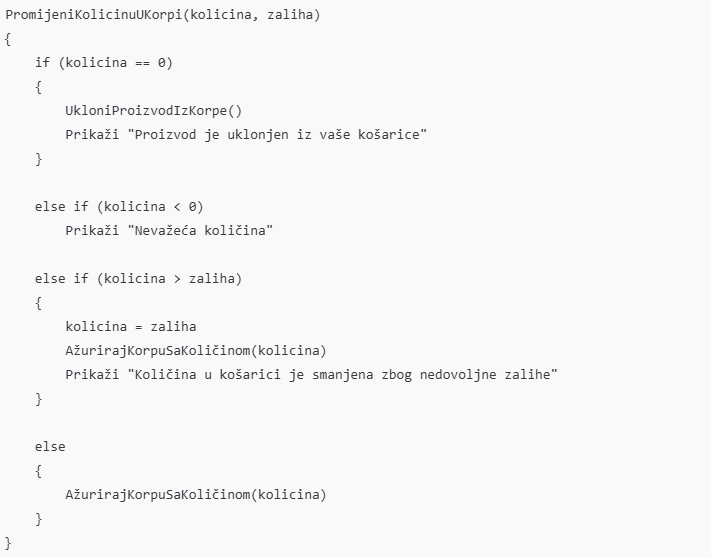 PromijeniKolicinuUKorpi(kolicina, zaliha)
{
    if (kolicina == 0)
    {
        UkloniProizvodIzKorpe()
        Prikaži "Proizvod je uklonjen iz vaše košarice"
    }

    else if (kolicina < 0)
        Prikaži "Nevažeća količina"

    else if (kolicina > zaliha)
    {
        kolicina = zaliha
        AžurirajKorpuSaKoličinom(kolicina)
        Prikaži "Količina u košarici je smanjena zbog nedovoljne zalihe"
    }

    else
    {
        AžurirajKorpuSaKoličinom(kolicina)
    }
}